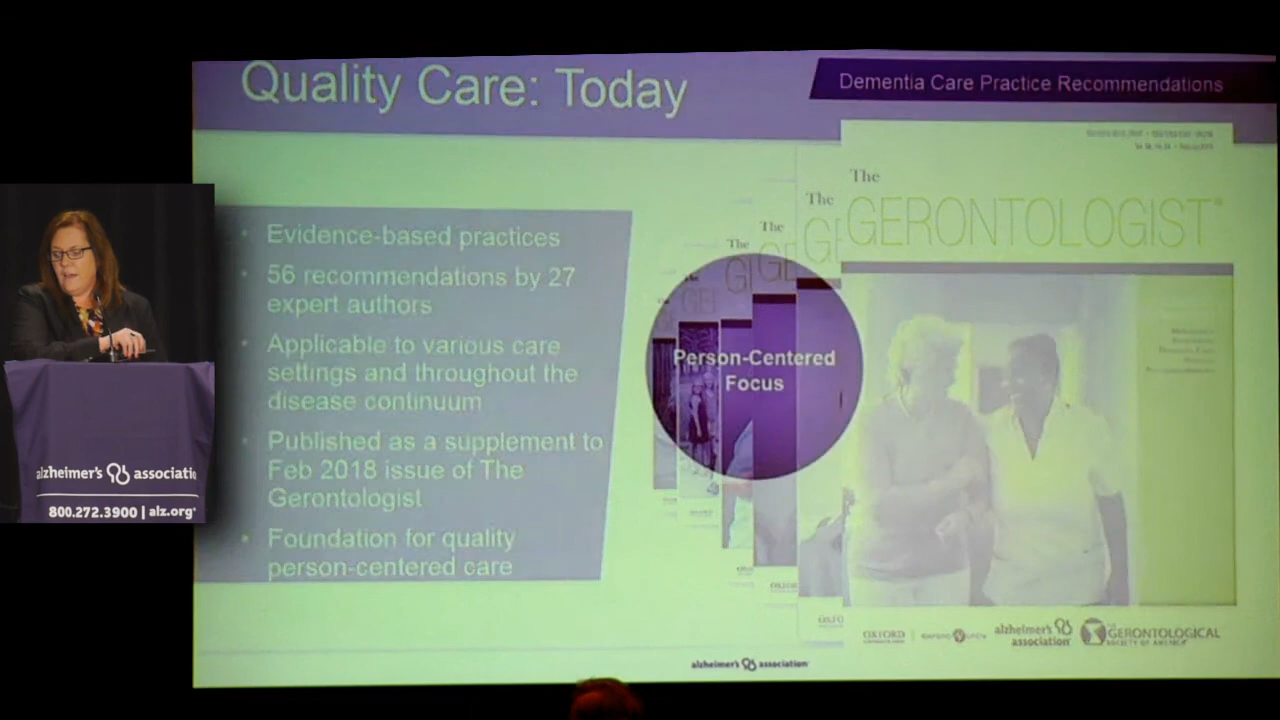 Quality Care: Today
Dementia Care Practice Recommendations
• Evidence-based practices
• 56 recommendations by 27
expert authors
• Applicable to various care
settings and throughout the
disease continuum
• Published as a supplement to
Feb 2018 issue of The
Gerontologist
• Foundation for quality
person-centered care
Person-Centered
Focus
The
The
The
The
GERONTOLOGIST
OXFORD
alzheimer's association
GERONTOLOGICAL
SOCIETY OF AMERICA
alzheimer's association
alzheimer's associatio
800.272.3900 | alz.org